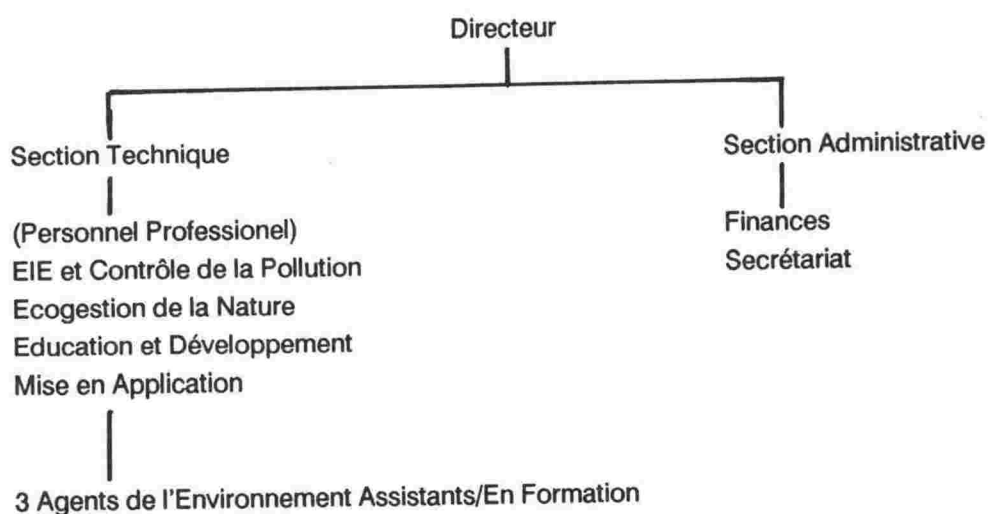 Directeur
Section Technique
Section Administrative
(Personnel Professionel)
EIE et Contrôle de la Pollution
Ecogestion de la Nature
Education et Développement
Mise en Application
Finances
Secrétariat
3 Agents de l'Environnement Assistants/En Formation